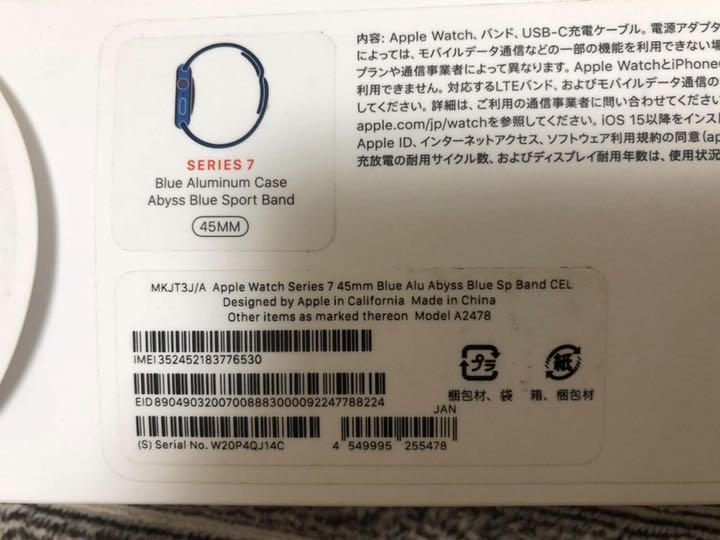 SERIES 7
Blue Aluminum Case
Abyss Blue Sport Band
45MM
内容: Apple Watch、バンド、USB-C充電ケーブル。電源アダプタ
によっては、モバイルデータ通信などの一部の機能を利用できない場
プランや通信事業者によって異なります。Apple WatchとiPhone
利用できません。対応するLTEバンド、およびモバイルデータ通信の
してください。詳細は、ご利用の通信事業者に問い合わせてください
apple.com/jp/watchを参照してください。iOS 15以降をインス
Apple ID、インターネットアクセス、ソフトウェア利用規約の同意 (ap
充放電の耐用サイクル数、およびディスプレイ耐用年数は、使用状況
MKJT3J/A Apple Watch Series 7 45mm Blue Alu Abyss Blue Sp Band CEL
Designed by Apple in California Made in China
Other items as marked thereon Model A2478
IMEI 352452183776530
EID 89049032007008883000092247788224
(S) Serial No. W20P4QJ14C
JAN
4 549995 255478
プラ
梱包材、袋
紙
箱、梱包材